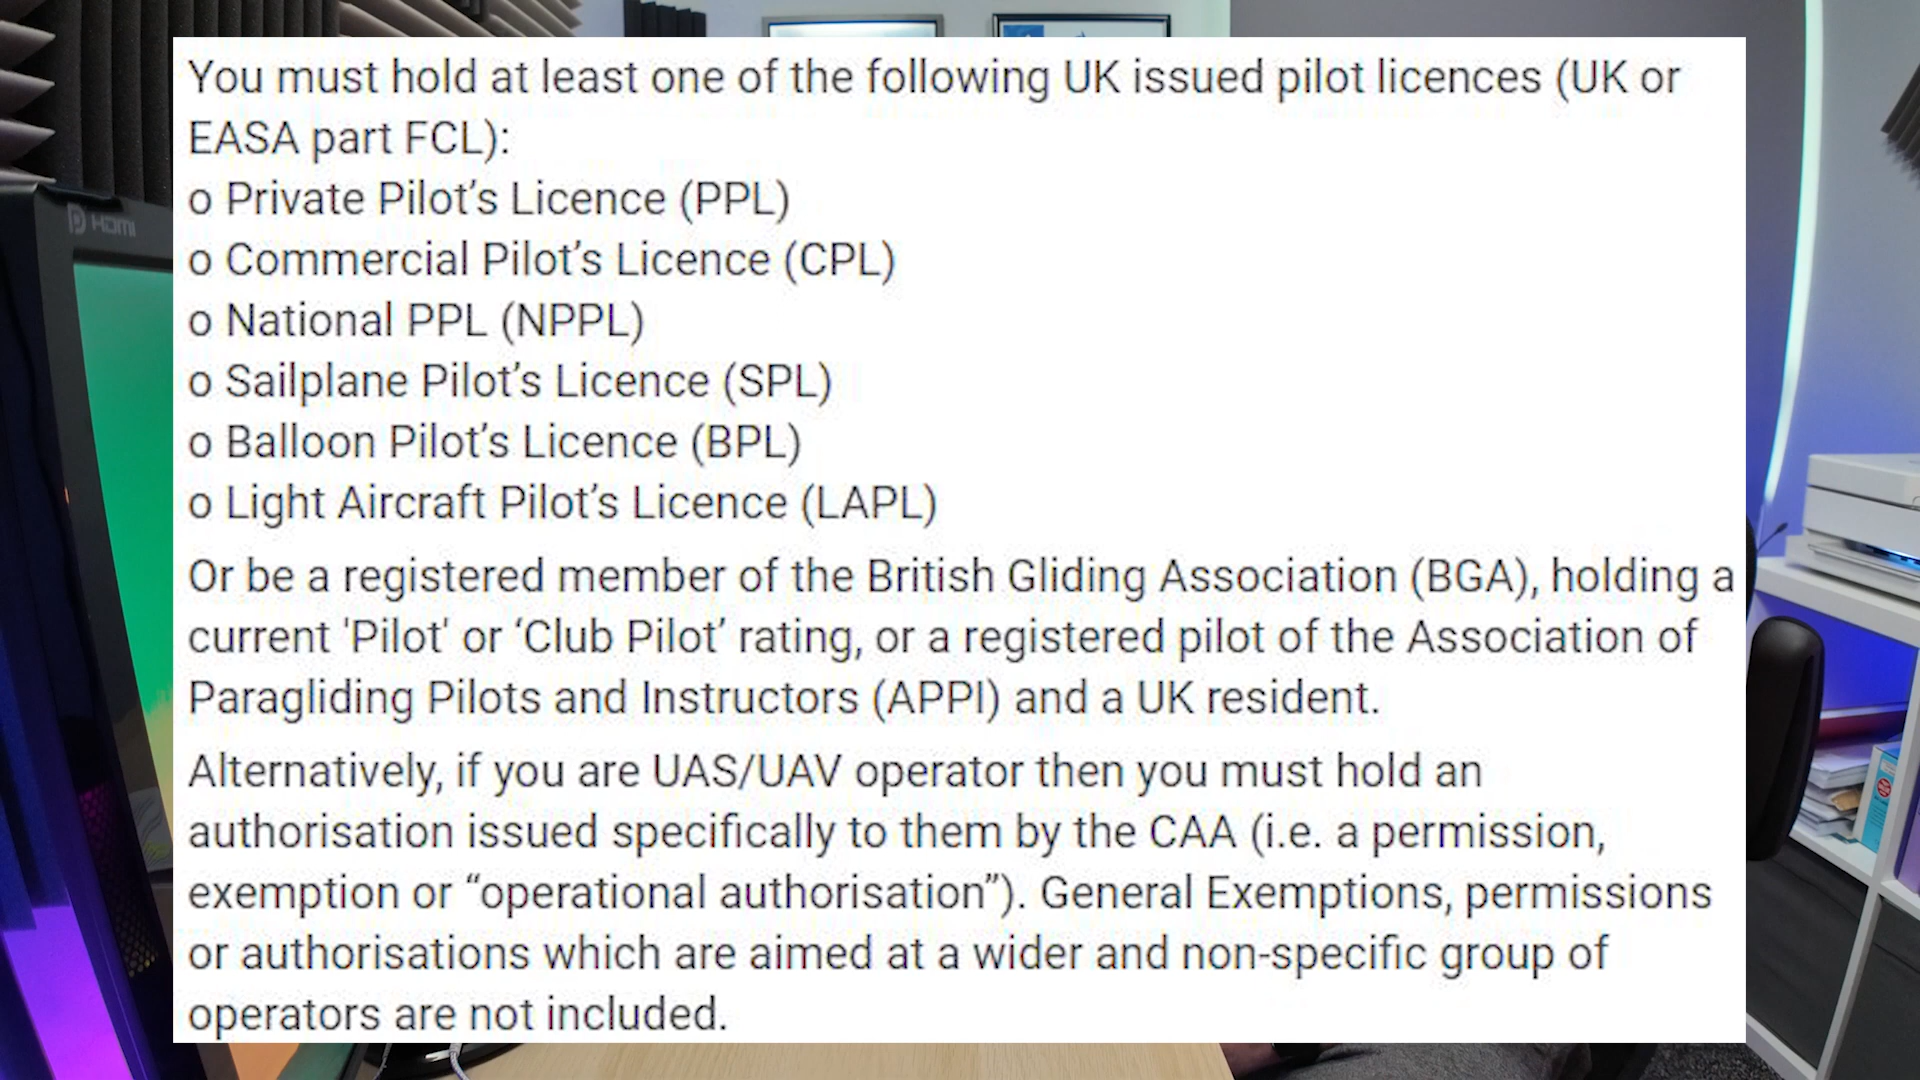 You must hold at least one of the following UK issued pilot licences (UK or
EASA part FCL):
o Private Pilot’s Licence (PPL)
o Commercial Pilot’s Licence (CPL)
o National PPL (NPPL)
o Sailplane Pilot’s Licence (SPL)
o Balloon Pilot’s Licence (BPL)
o Light Aircraft Pilot’s Licence (LAPL)
Or be a registered member of the British Gliding Association (BGA), holding a
current 'Pilot' or ‘Club Pilot’ rating, or a registered pilot of the Association of
Paragliding Pilots and Instructors (APPI) and a UK resident.
Alternatively, if you are UAS/UAV operator then you must hold an
authorisation issued specifically to them by the CAA (i.e. a permission,
exemption or “operational authorisation”). General Exemptions, permissions
or authorisations which are aimed at a wider and non-specific group of
operators are not included.
HDMI